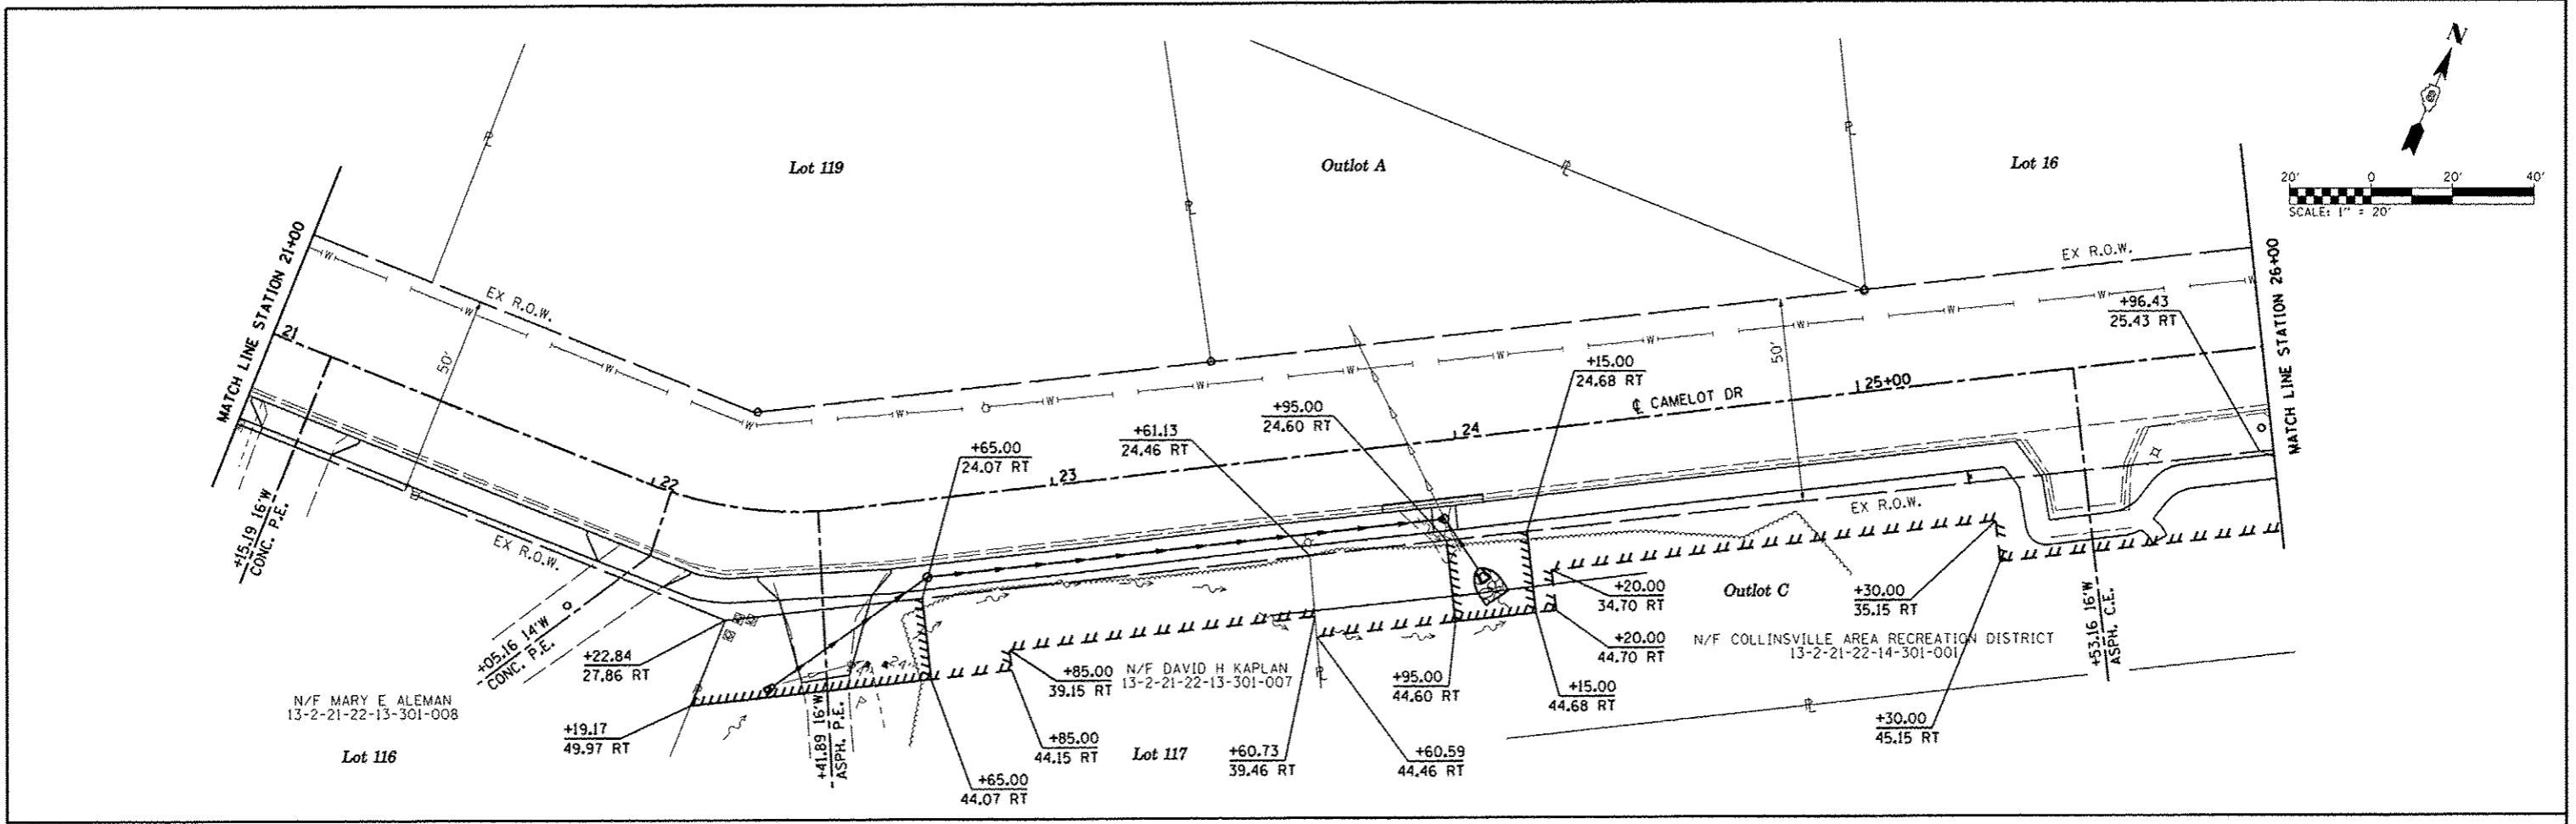 N
Lot 119
Outlot A
Lot 16
20' 0 20' 40'
SCALE: 1" = 20'
MATCH LINE STATION 21+00
MATCH LINE STATION 26+00
EX R.O.W.
EX R.O.W.
50'
50'
21
22
23
24
25+00
℄ CAMELOT DR
+96.43
25.43 RT
+15.00
24.68 RT
+95.00
24.60 RT
+61.13
24.46 RT
+65.00
24.07 RT
+15.19 16'W
CONC. P.E.
EX R.O.W.
EX R.O.W.
+05.16 14'W
CONC. P.E.
+22.84
27.86 RT
+19.17
49.97 RT
+41.89 16'W
ASPH. P.E.
24"
+65.00
44.07 RT
+85.00
39.15 RT
+85.00
44.15 RT
N/F DAVID H KAPLAN
13-2-21-22-13-301-007
Lot 117
+60.73
39.46 RT
+60.59
44.46 RT
+95.00
44.60 RT
+15.00
44.68 RT
+20.00
34.70 RT
+20.00
44.70 RT
Outlot C
N/F COLLINSVILLE AREA RECREATION DISTRICT
13-2-21-22-14-301-001
+30.00
35.15 RT
+30.00
45.15 RT
+53.16 16'W
ASPH. C.E.
N/F MARY E ALEMAN
13-2-21-22-13-301-008
Lot 116
W W W W W W W W W W W W W W